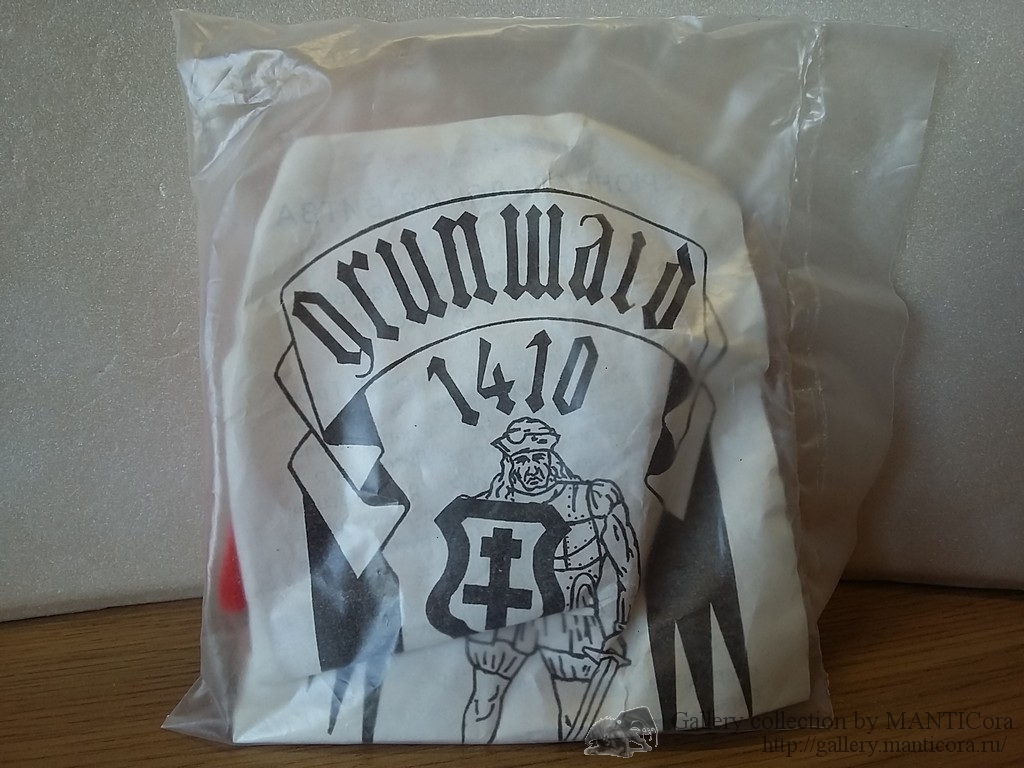 grunwald
1410
Gallery collection by MANTICora
http://gallery.manticora.ru/